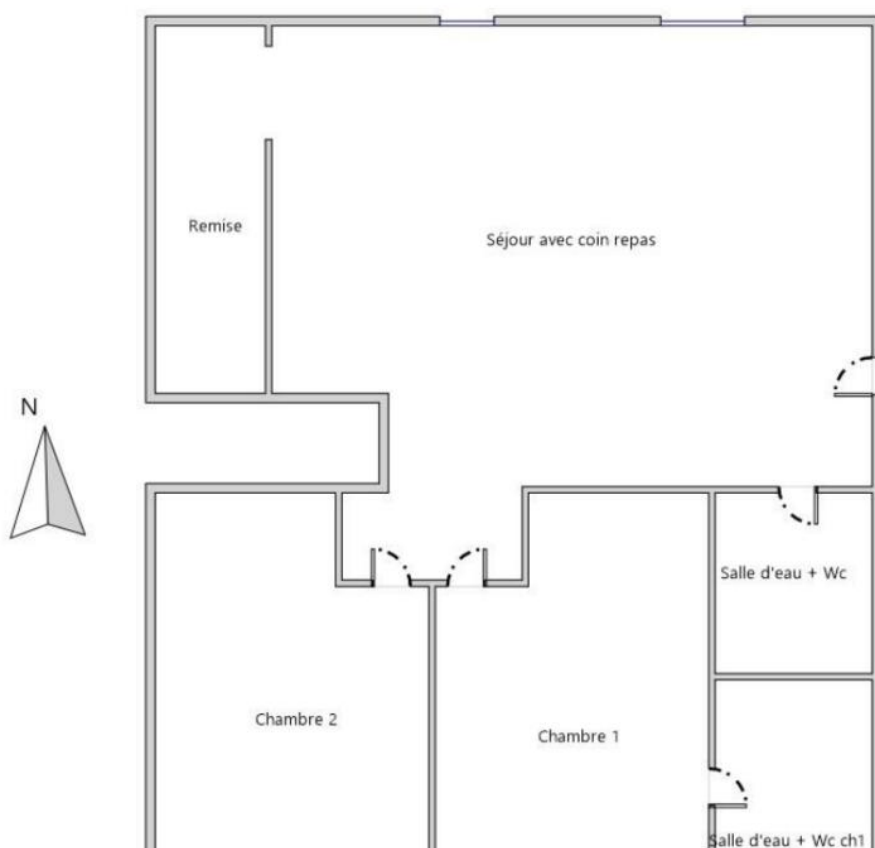 Remise
Séjour avec coin repas
N
Salle d'eau + Wc
Chambre 2
Chambre 1
Salle d'eau + Wc ch1